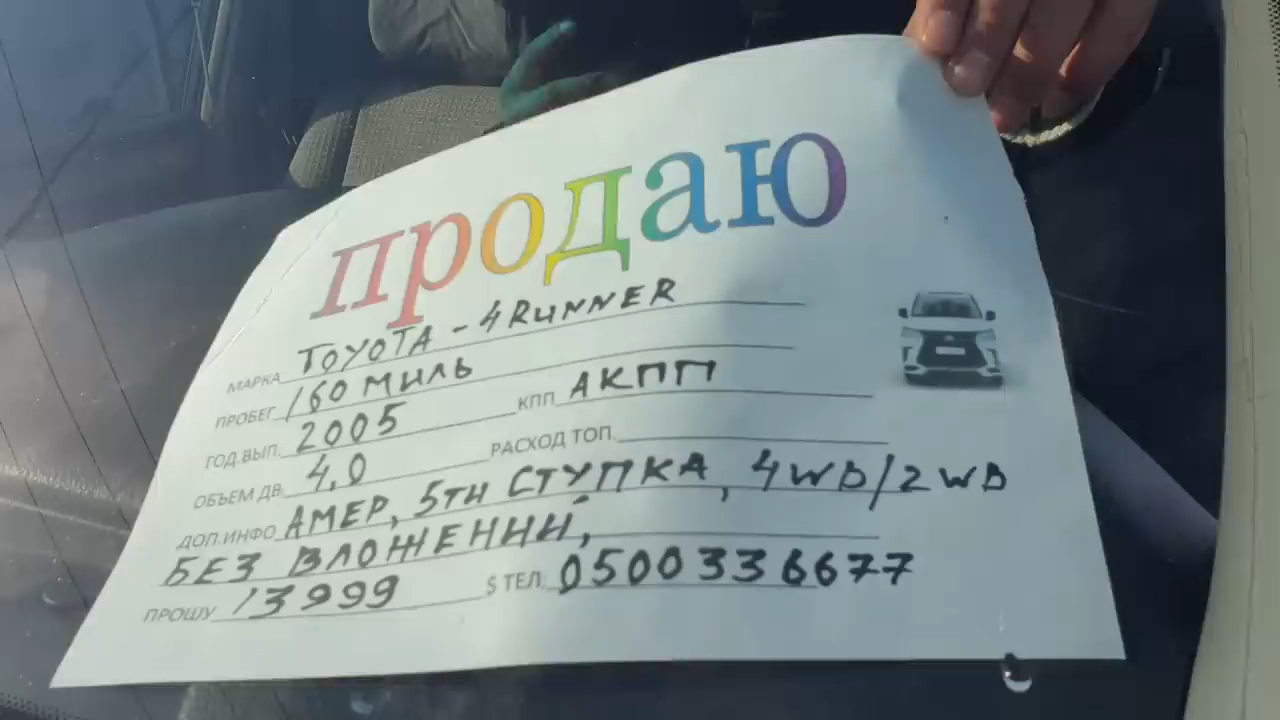 продаю
МАРКА TOYOTA - 4RUNNER
ПРОБЕГ 160 МИЛЬ
ГОД.ВЫП. 2005 КПП АКПП
ОБЪЕМ ДВ. 4,0 РАСХОД ТОП.
ДОП.ИНФО АМЕР, 5ТИ СТУПКА, 4WD/2WD
БЕЗ ВЛОЖЕНИЙ,
ПРОШУ 13999 $ ТЕЛ. 0500336677